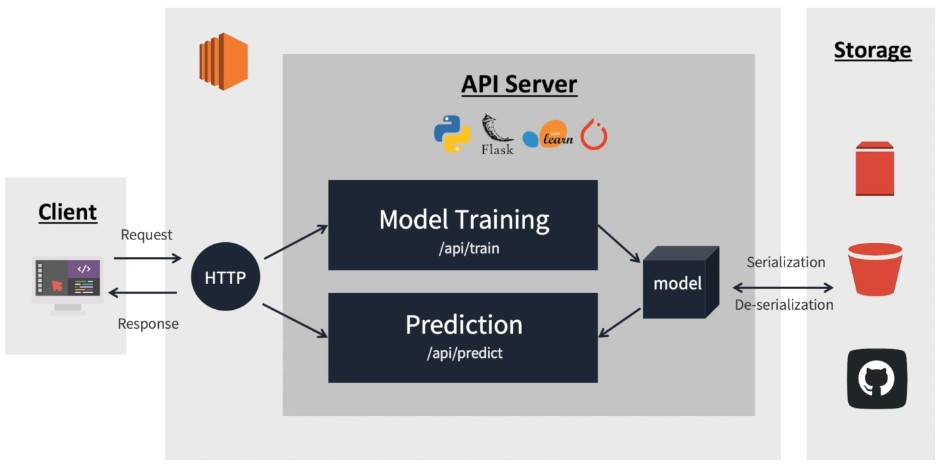 Storage
API Server
Flask
learn
Client
Request
Response
HTTP
Model Training
/api/train
Prediction
/api/predict
model
Serialization
De-serialization
</>